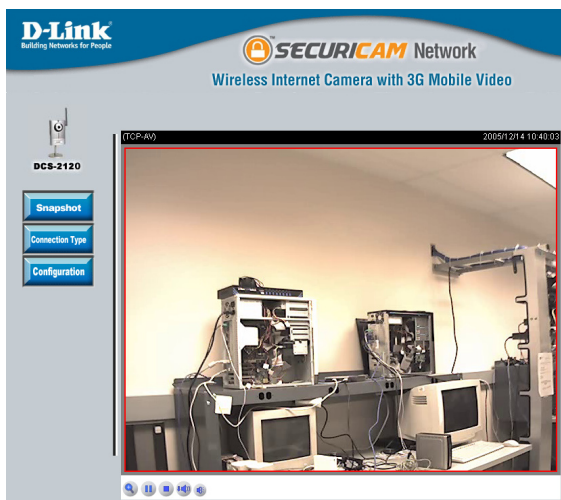 D-Link
Building Networks for People
SECURICAM Network
Wireless Internet Camera with 3G Mobile Video
DCS-2120
(TCP-AV) 2005/12/14 10:40:03
Snapshot
Connection Type
Configuration